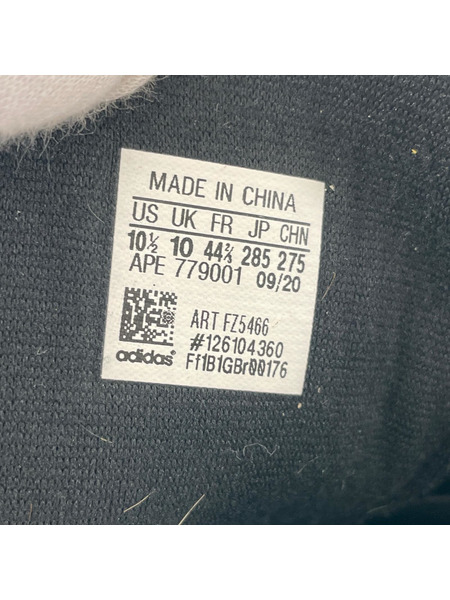 MADE IN CHINA
US UK FR JP CHN
10½ 10 44⅔ 285 275
APE 779001 09/20
ART FZ5466
#126104360
adidas® Ff1B1GBr00176